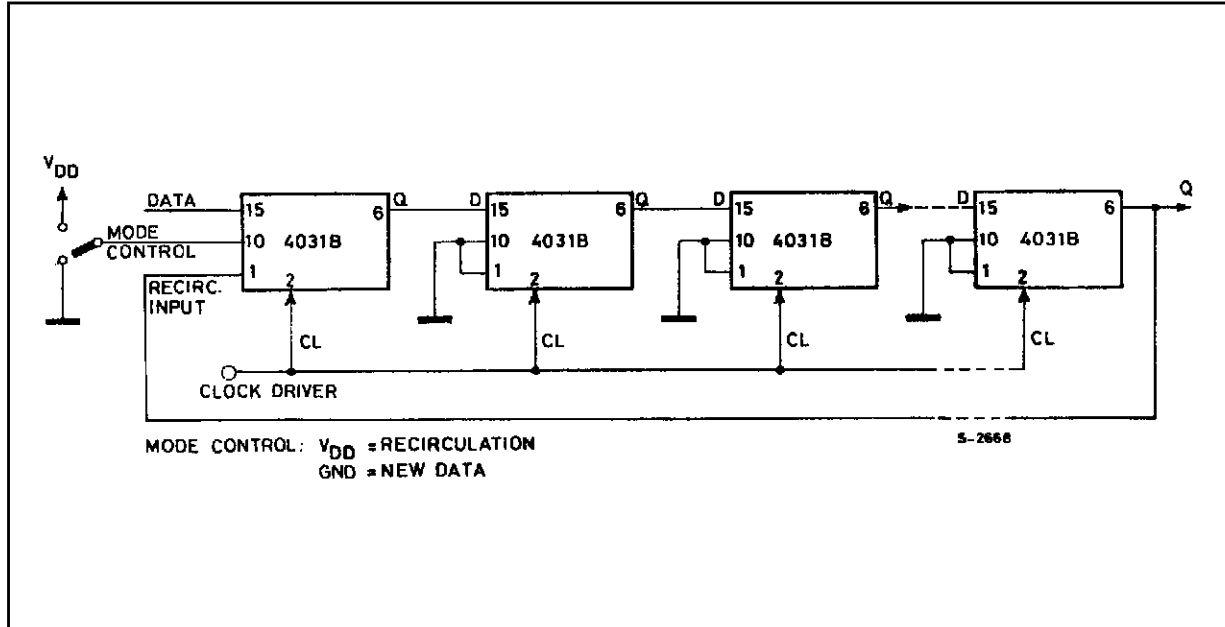 VDD
DATA
MODE
CONTROL
RECIRC.
INPUT
15
10
1
2
6
4031B
Q
D
15
10
1
2
6
4031B
Q
D
15
10
1
2
6
4031B
Q
D
15
10
1
2
6
4031B
Q
CL
CL
CL
CL
CLOCK DRIVER
MODE CONTROL: VDD = RECIRCULATION
GND = NEW DATA
S-2668